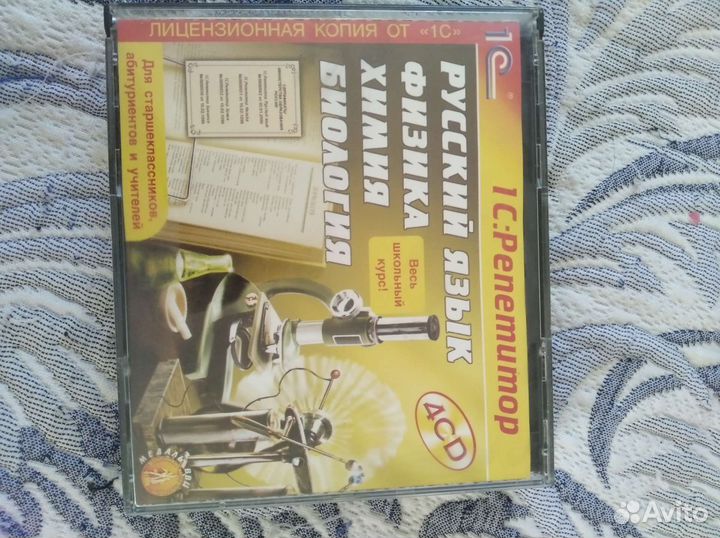 ЛИЦЕНЗИОННАЯ КОПИЯ ОТ «1С»
1С®
1С:Репетитор
РУССКИЙ ЯЗЫК
ФИЗИКА
ХИМИЯ
БИОЛОГИЯ
Для старшеклассников,
абитуриентов и учителей
Весь
школьный
курс!
4CD
Avito